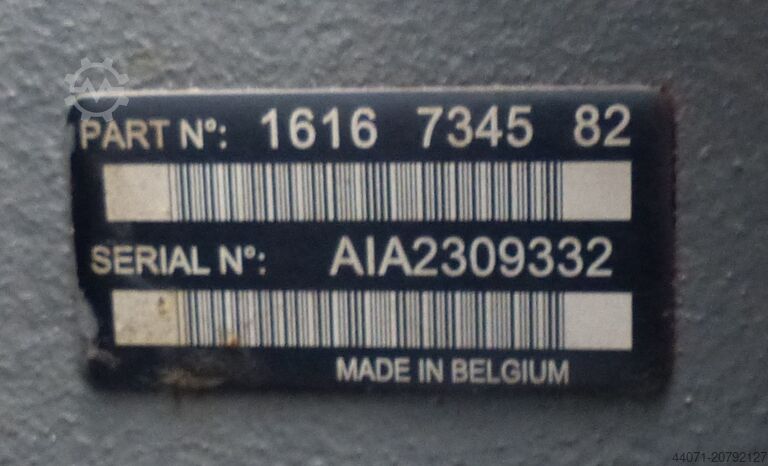 PART N°: 1616 7345 82
SERIAL N°: AIA2309332
MADE IN BELGIUM
44071-20792127